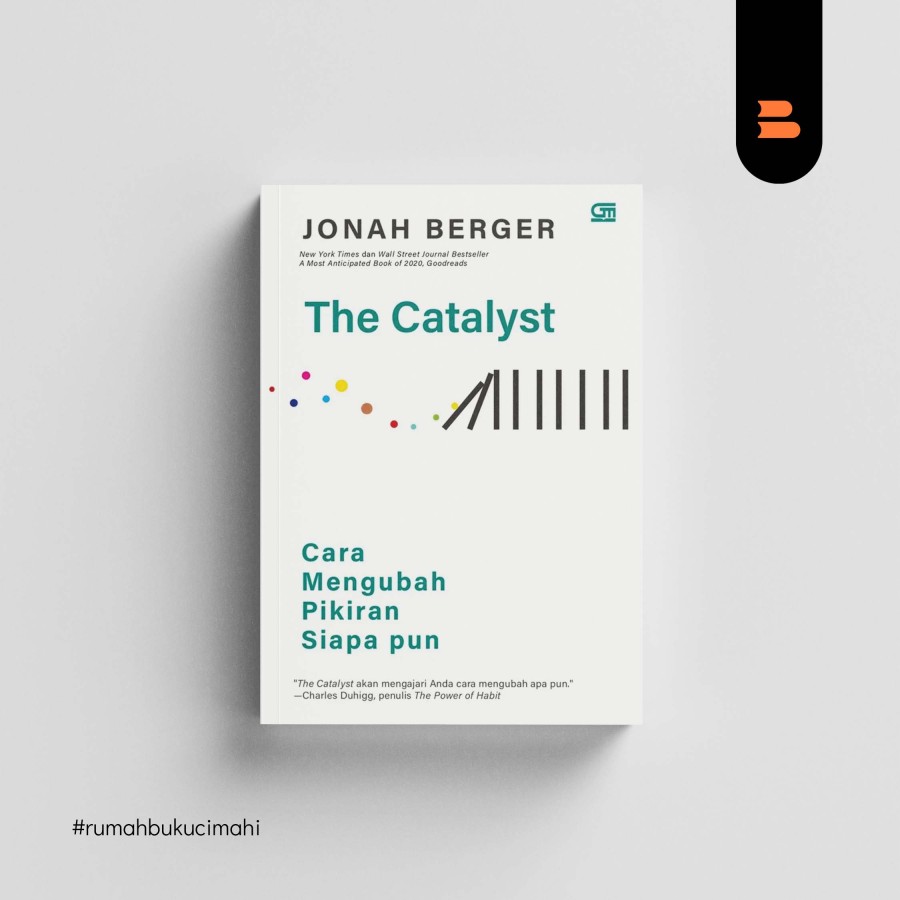 JONAH BERGER
New York Times dan Wall Street Journal Bestseller
A Most Anticipated Book of 2020, Goodreads
GM
The Catalyst
Cara
Mengubah
Pikiran
Siapa pun
"The Catalyst akan mengajari Anda cara mengubah apa pun."
—Charles Duhigg, penulis The Power of Habit
#rumahbukucimahi